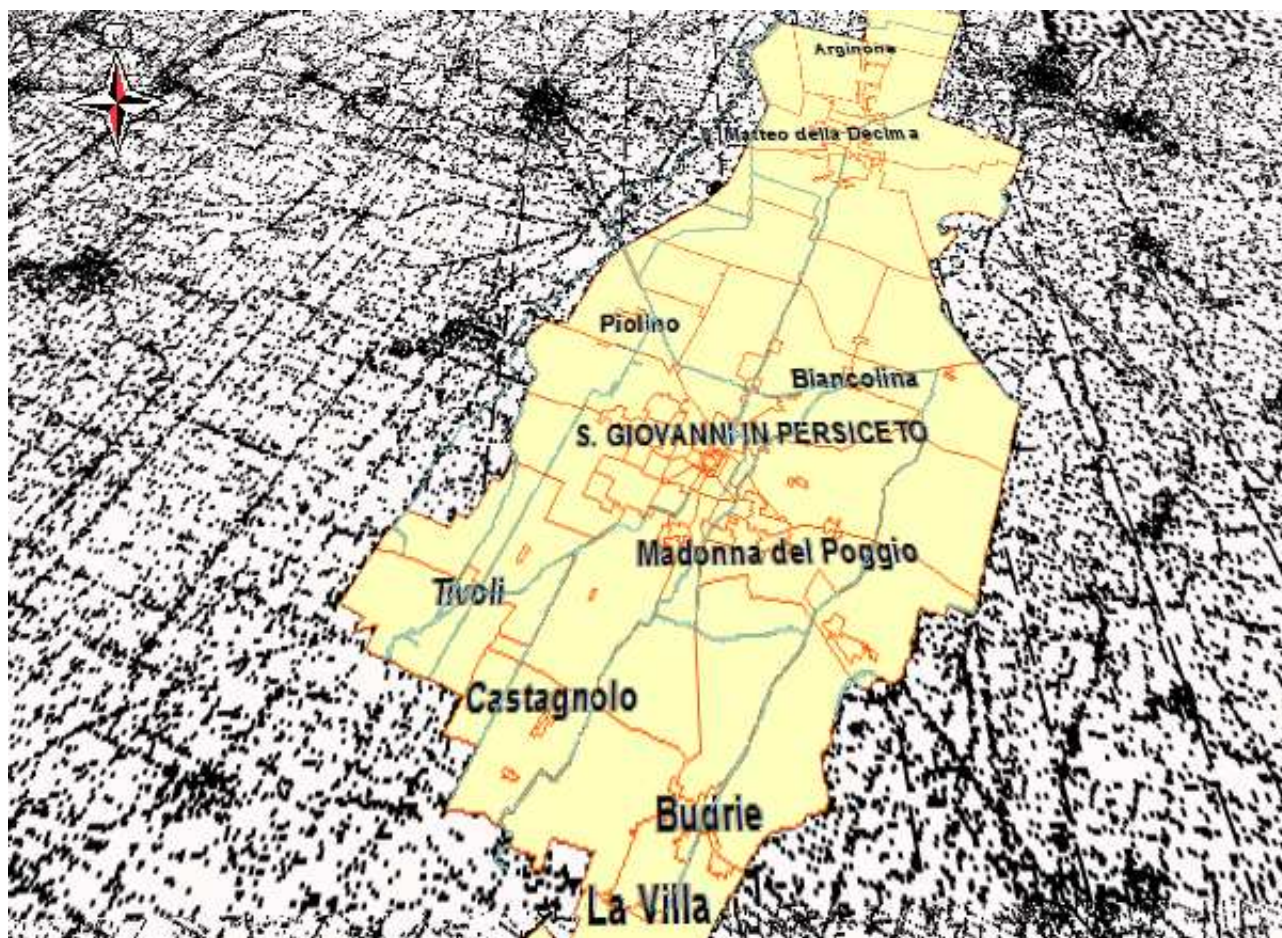 Arginone
S. Matteo della Decima
Piolino
Biancolina
S. GIOVANNI IN PERSICETO
Madonna del Poggio
Tivoli
Castagnolo
Budrie
La Villa